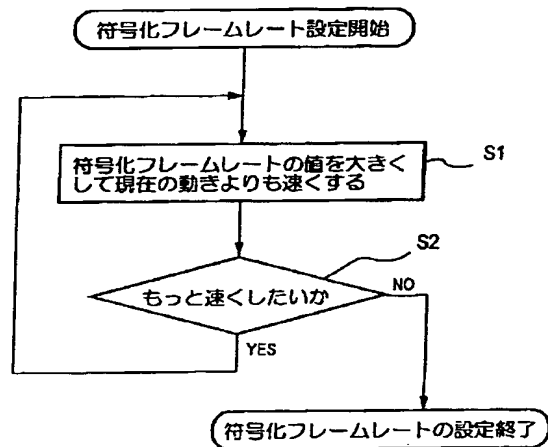 符号化フレームレート設定開始
符号化フレームレートの値を大きく
して現在の動きよりも速くする
S1
S2
もっと速くしたいか
NO
YES
符号化フレームレートの設定終了